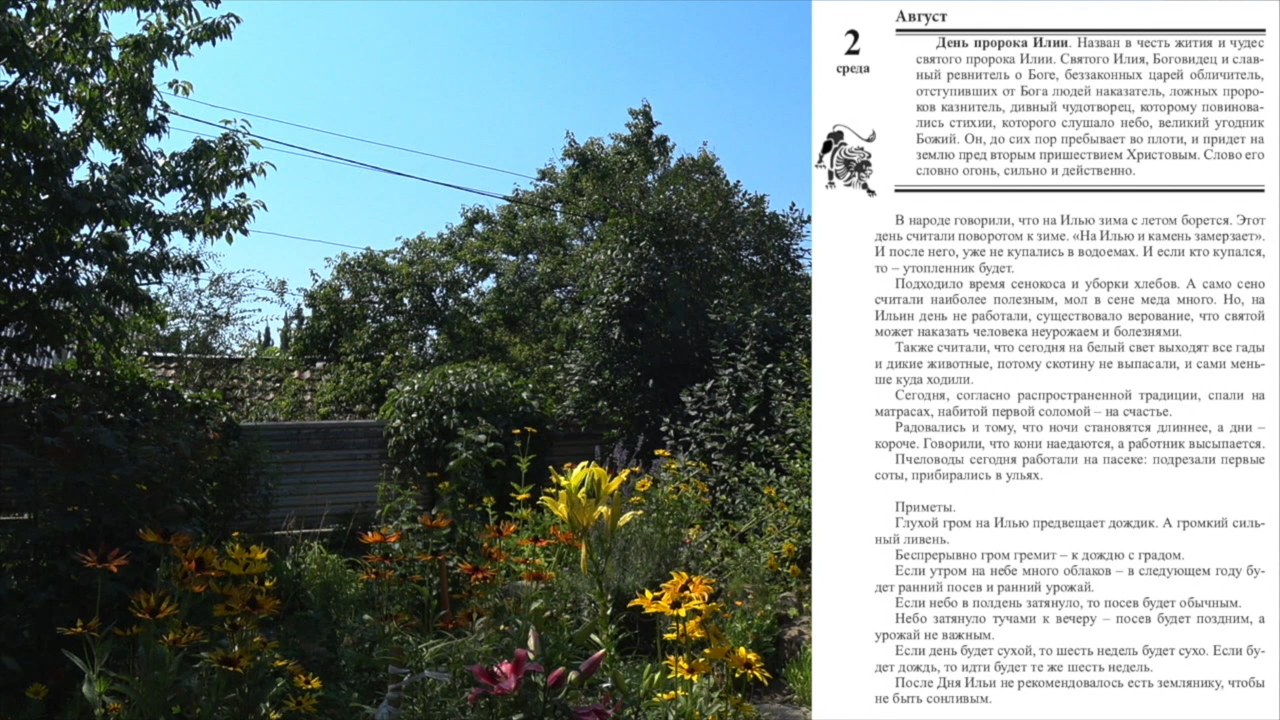 Август
2
среда
День пророка Илии. Назван в честь жития и чудес
святого пророка Илии. Святого Илия, Боговидец и слав-
ный ревнитель о Боге, беззаконных царей обличитель,
отступивших от Бога людей наказатель, ложных проро-
ков казнитель, дивный чудотворец, которому повинова-
лись стихии, которого слушало небо, великий угодник
Божий. Он, до сих пор пребывает во плоти, и придет на
землю пред вторым пришествием Христовым. Слово его
словно огонь, сильно и действенно.
В народе говорили, что на Илью зима с летом борется. Этот
день считали поворотом к зиме. «На Илью и камень замерзает».
И после него, уже не купались в водоемах. И если кто купался,
то – утопленник будет.
Подходило время сенокоса и уборки хлебов. А само сено
считали наиболее полезным, мол в сене меда много. Но, на
Ильин день не работали, существовало верование, что святой
может наказать человека неурожаем и болезнями.
Также считали, что сегодня на белый свет выходят все гады
и дикие животные, потому скотину не выпасали, и сами мень-
ше куда ходили.
Сегодня, согласно распространенной традиции, спали на
матрасах, набитой первой соломой – на счастье.
Радовались и тому, что ночи становятся длиннее, а дни –
короче. Говорили, что кони наедаются, а работник высыпается.
Пчеловоды сегодня работали на пасеке: подрезали первые
соты, прибирались в ульях.
Приметы.
Глухой гром на Илью предвещает дождик. А громкий силь-
ный ливень.
Беспрерывно гром гремит – к дождю с градом.
Если утром на небе много облаков – в следующем году бу-
дет ранний посев и ранний урожай.
Если небо в полдень затянуло, то посев будет обычным.
Небо затянуло тучами к вечеру – посев будет поздним, а
урожай не важным.
Если день будет сухой, то шесть недель будет сухо. Если бу-
дет дождь, то идти будет те же шесть недель.
После Дня Ильи не рекомендовалось есть землянику, чтобы
не быть сонливым.